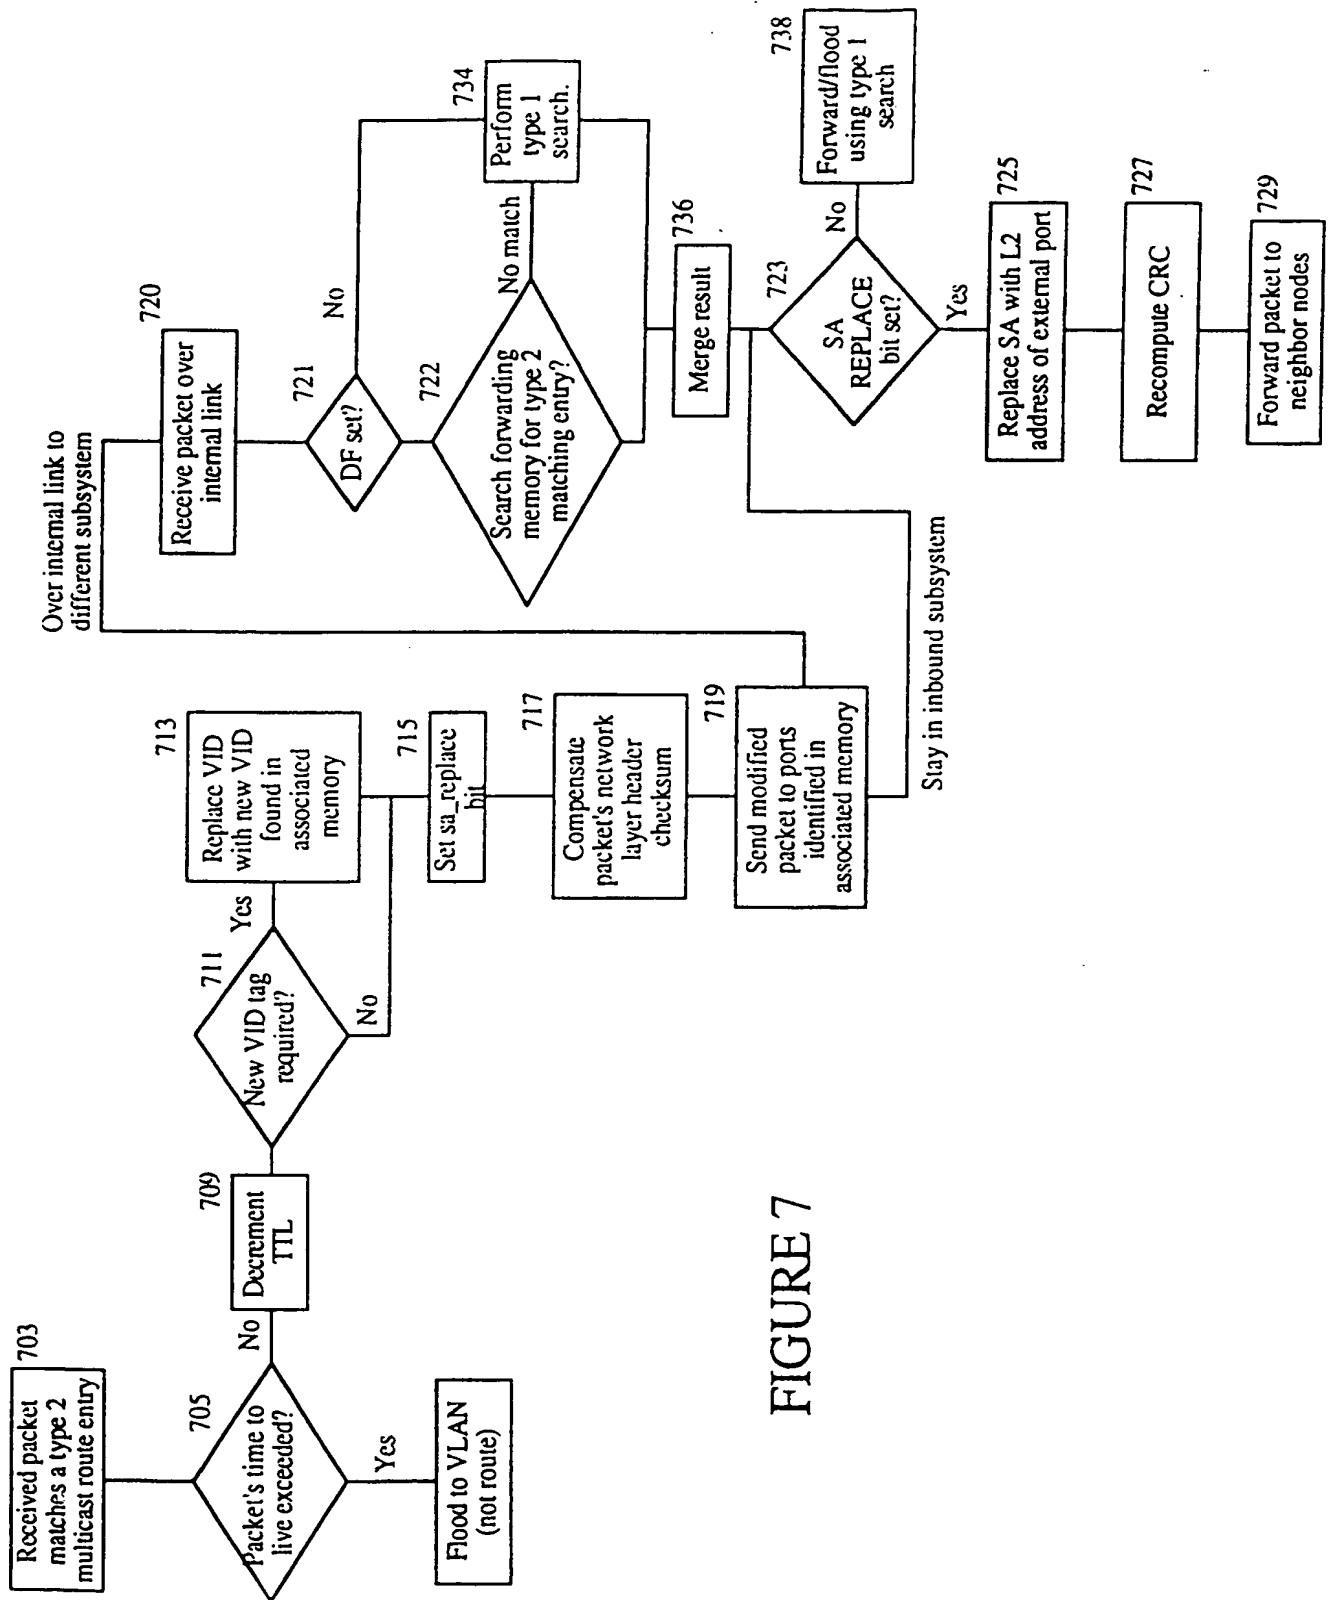 703
Received packet
matches a type 2
multicast route entry
705
Packet's time to
live exceeded?
No
Yes
Flood to VLAN
(not route)
709
Decrement
TTL
711
New VID tag
required?
Yes
No
713
Replace VID
with new VID
found in
associated
memory
715
Set sa_replace
bit
717
Compensate
packet's network
layer header
checksum
719
Send modified
packet to ports
identified in
associated memory
Over internal link to
different subsystem
Stay in inbound subsystem
720
Receive packet over
internal link
721
DF set?
No
722
Search forwarding
memory for type 2
matching entry?
No match
734
Perform
type 1
search.
736
Merge result
723
SA
REPLACE
bit set?
No
Yes
738
Forward/flood
using type 1
search
725
Replace SA with L2
address of external port
727
Recompute CRC
729
Forward packet to
neighbor nodes
FIGURE 7